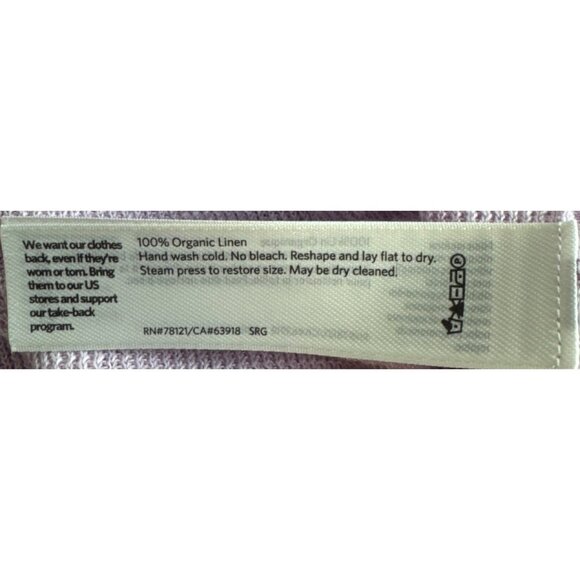 We want our clothes
back, even if they're
worn or torn. Bring
them to our US
stores and support
our take-back
program.
100% Organic Linen
Hand wash cold. No bleach. Reshape and lay flat to dry.
Steam press to restore size. May be dry cleaned.
RN#78121/CA#63918 SRG